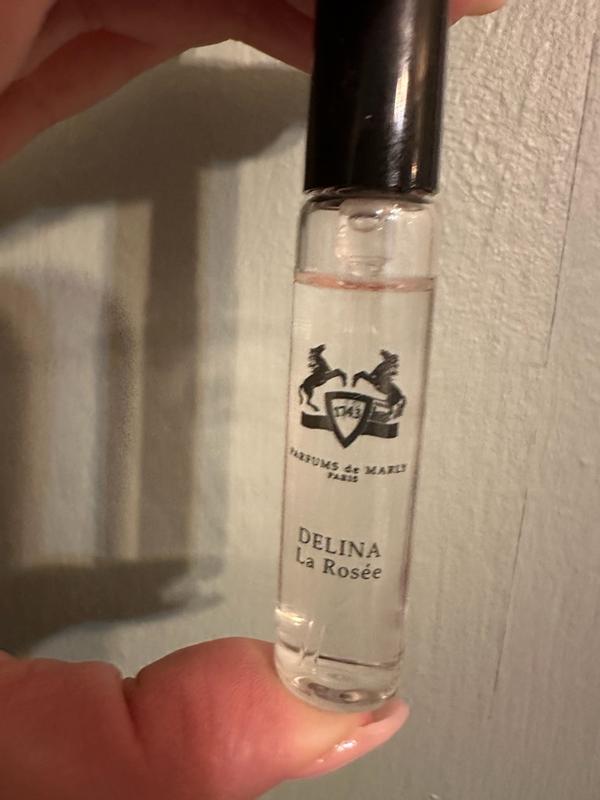 1743
PARFUMS de MARLY
PARIS
DELINA
La Rosée